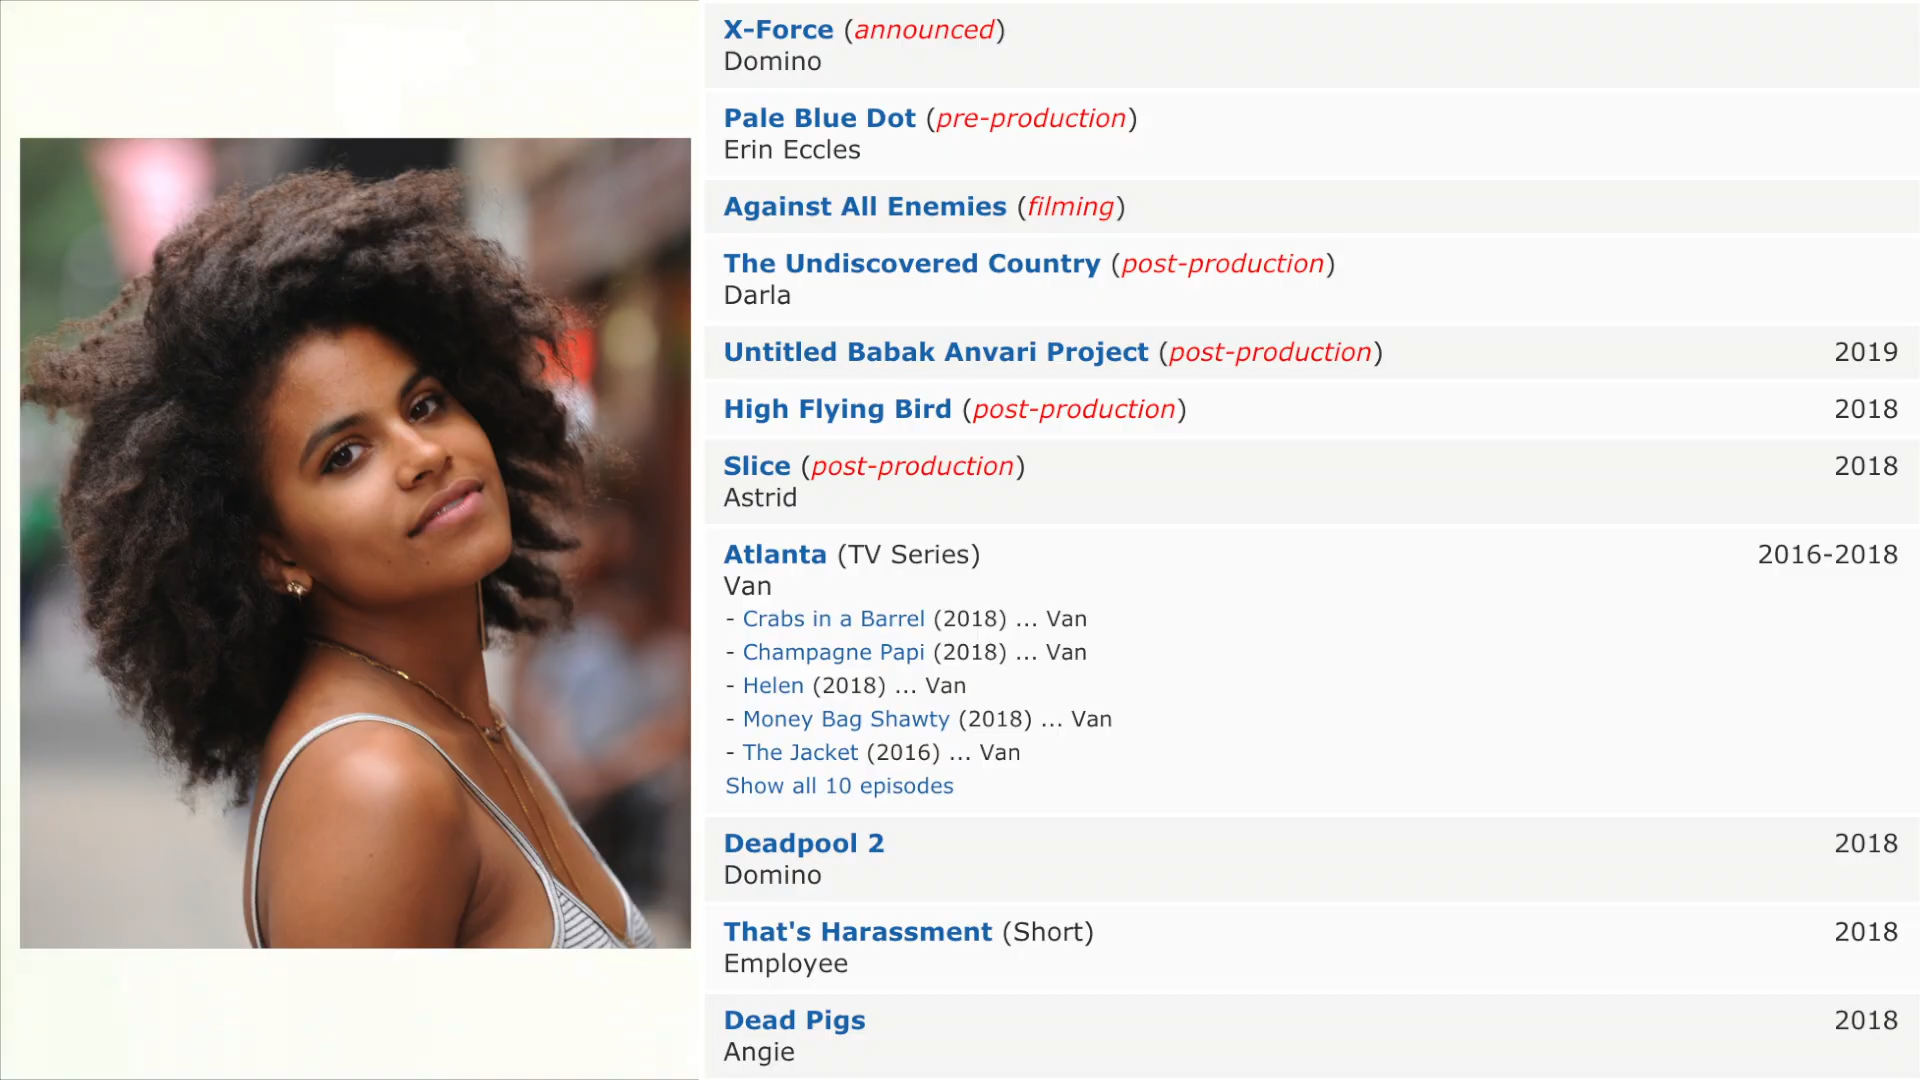 X-Force (announced)
Domino
Pale Blue Dot (pre-production)
Erin Eccles
Against All Enemies (filming)
The Undiscovered Country (post-production)
Darla
Untitled Babak Anvari Project (post-production) 2019
High Flying Bird (post-production) 2018
Slice (post-production) 2018
Astrid
Atlanta (TV Series) 2016-2018
Van
- Crabs in a Barrel (2018) ... Van
- Champagne Papi (2018) ... Van
- Helen (2018) ... Van
- Money Bag Shawty (2018) ... Van
- The Jacket (2016) ... Van
Show all 10 episodes
Deadpool 2 2018
Domino
That's Harassment (Short) 2018
Employee
Dead Pigs 2018
Angie